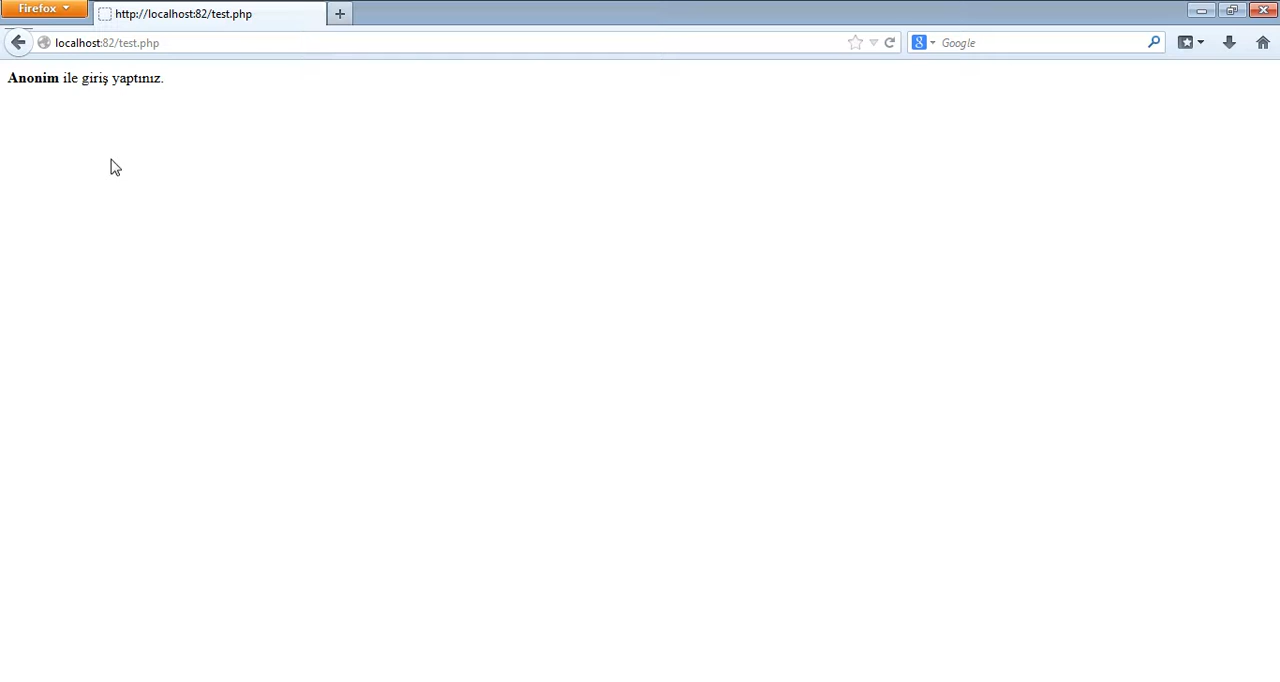 Firefox
http://localhost:82/test.php
localhost:82/test.php
Google
Anonim ile giriş yaptınız.